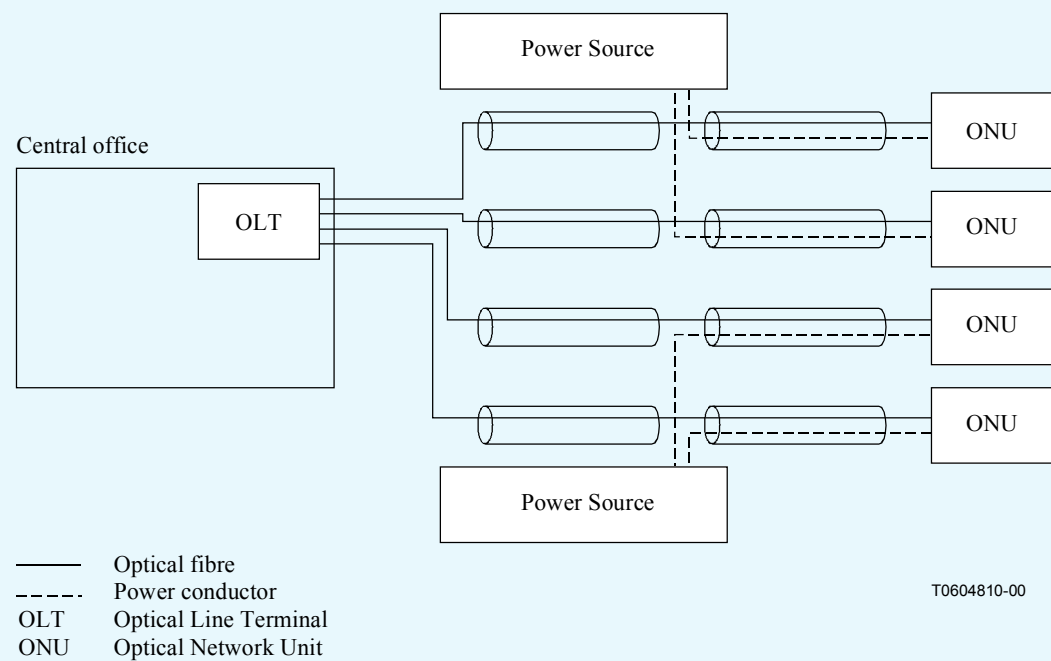 Power Source
ONU
Central office
OLT
ONU
ONU
ONU
Power Source
Optical fibre
Power conductor
T0604810-00
OLT Optical Line Terminal
ONU Optical Network Unit